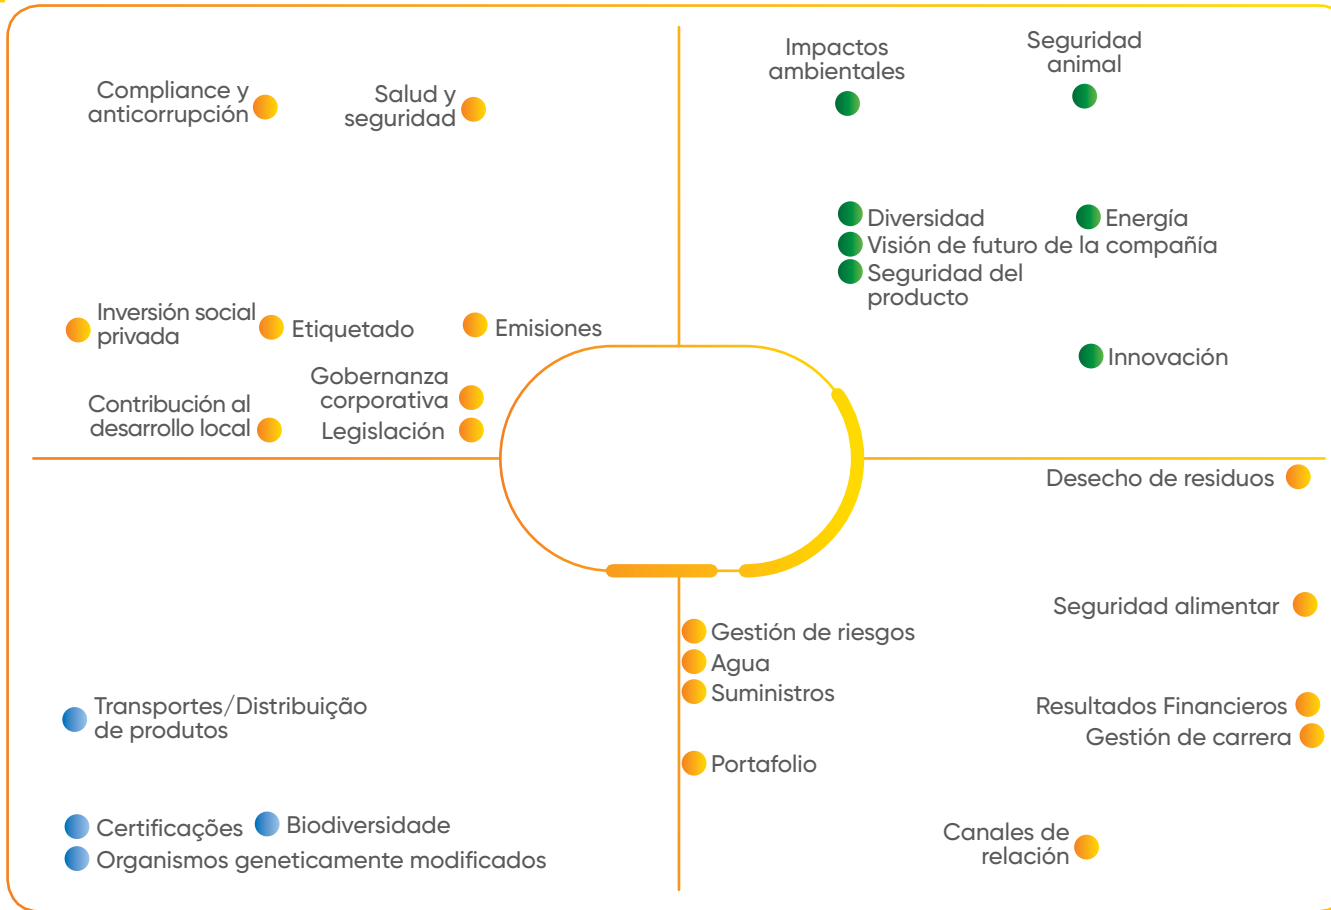 Compliance y
anticorrupción
Salud y
seguridad
Inversión social
privada
Etiquetado
Emisiones
Gobernanza
corporativa
Contribución al
desarrollo local
Legislación
Impactos
ambientales
Seguridad
animal
Diversidad
Energía
Visión de futuro de la compañía
Seguridad del
producto
Innovación
Transportes/Distribuição
de produtos
Certificações
Biodiversidade
Organismos geneticamente modificados
Desecho de residuos
Seguridad alimentar
Gestión de riesgos
Agua
Suministros
Resultados Financieros
Gestión de carrera
Portafolio
Canales de
relación